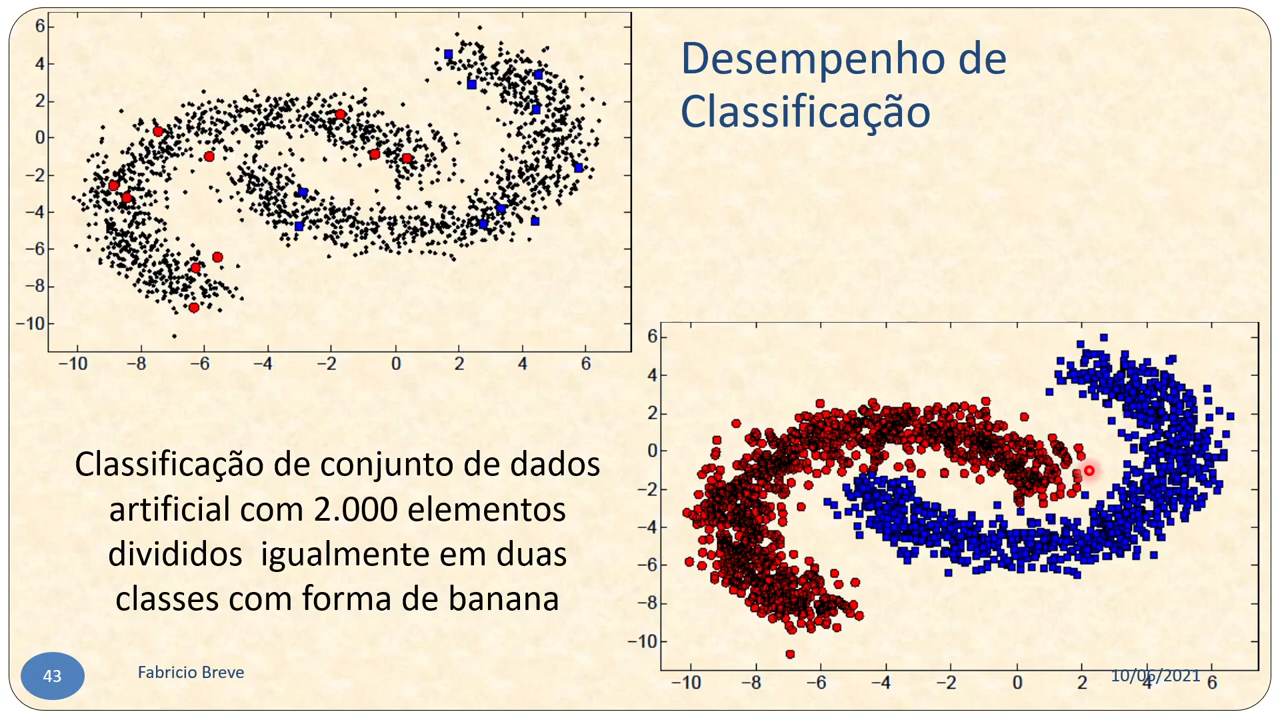 Desempenho de
Classificação
6
4
2
0
−2
−4
−6
−8
−10
−10 −8 −6 −4 −2 0 2 4 6
Classificação de conjunto de dados
artificial com 2.000 elementos
divididos igualmente em duas
classes com forma de banana
6
4
2
0
−2
−4
−6
−8
−10
−10 −8 −6 −4 −2 0 2 4 6
43
Fabricio Breve
10/06/2021